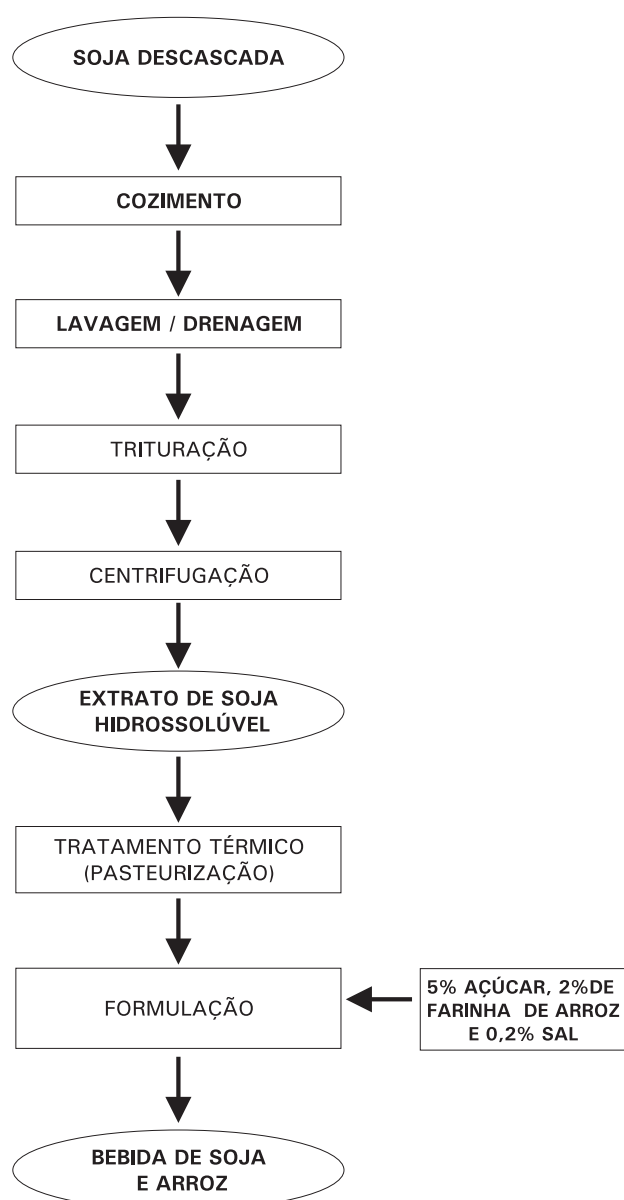 SOJA DESCASCADA
COZIMENTO
LAVAGEM / DRENAGEM
TRITURAÇÃO
CENTRIFUGAÇÃO
EXTRATO DE SOJA
HIDROSSOLÚVEL
TRATAMENTO TÉRMICO
(PASTEURIZAÇÃO)
FORMULAÇÃO
5% AÇÚCAR, 2%DE
FARINHA DE ARROZ
E 0,2% SAL
BEBIDA DE SOJA
E ARROZ